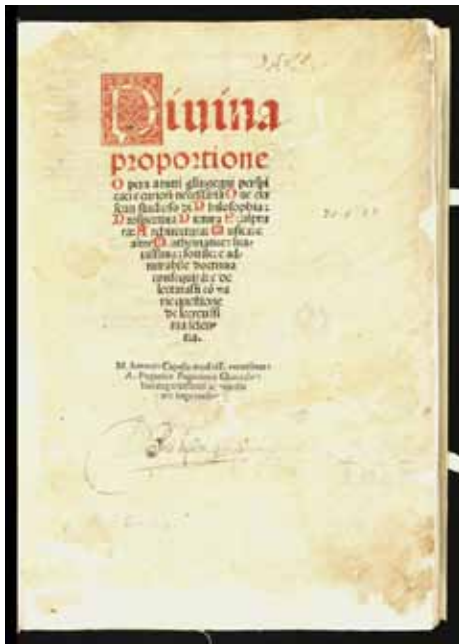 Diuina
proportione
Opera a tutti glingegni perspi
caci e curiosi necessaria Oue cia
scun studioso di Philosophia:
Prospectiua Pictura Sculptu
ra: Architectura: Musica: e
altre Mathematice: sua
uissima: sottile: e ad
mirabile doctrina
consequira: e de
lectarassi: cō va
rie questione
de secretissi
ma scien
tia.
M. Antonio Capella eruditiss. recensente:
A. Paganius Paganinus Characteri
bus elegantissimis accuratissi
me imprimebat.